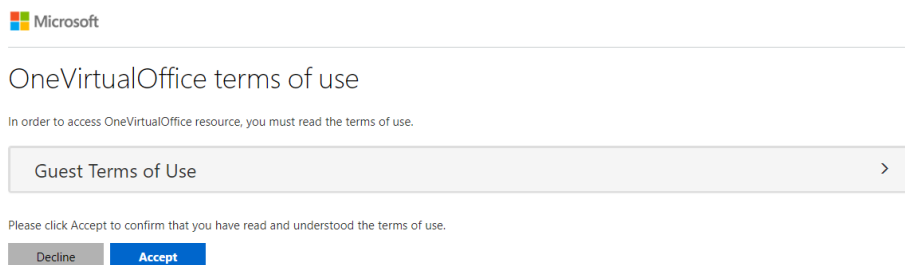 Microsoft
OneVirtualOffice terms of use
In order to access OneVirtualOffice resource, you must read the terms of use.
Guest Terms of Use
Please click Accept to confirm that you have read and understood the terms of use.
Decline Accept